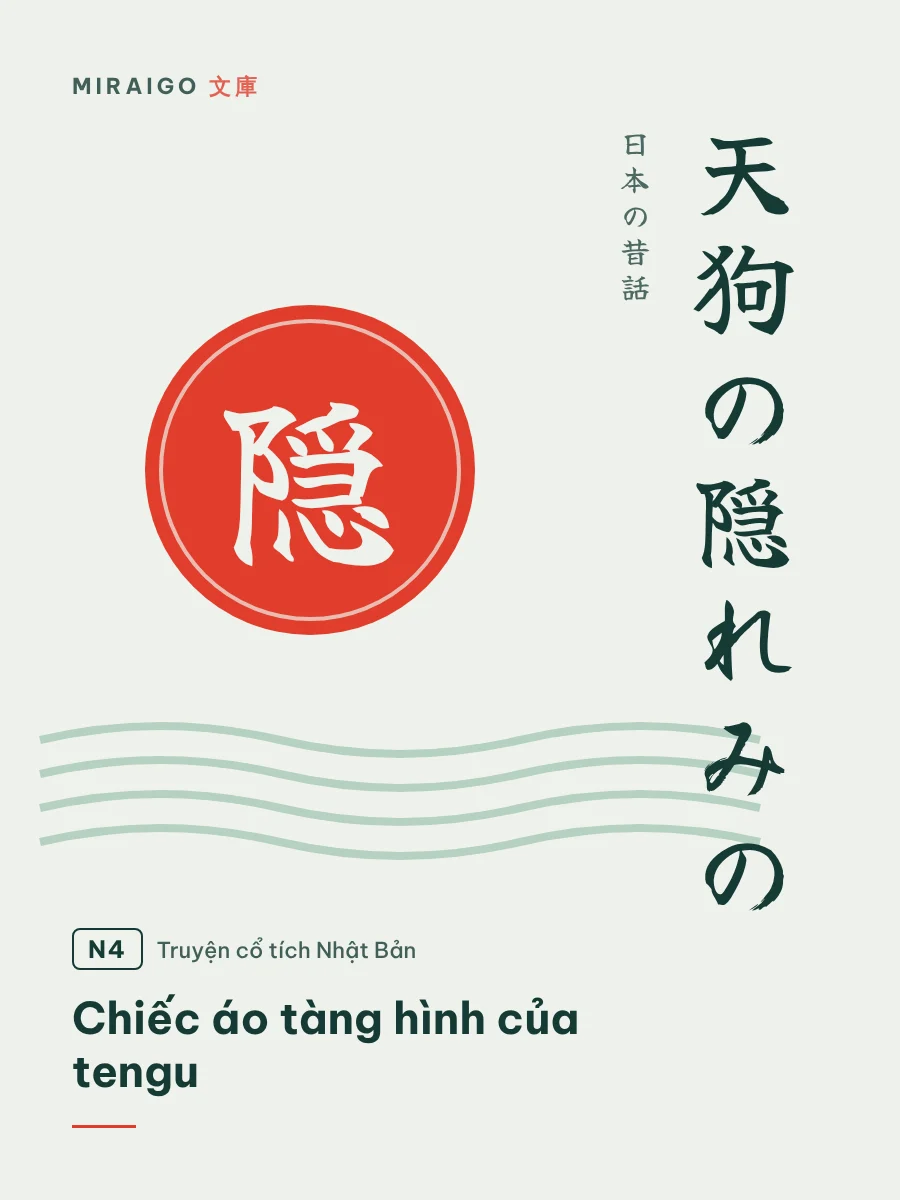 MIRAIGO 文庫
天狗の隠れみの
日本の昔話
隠
N4 Truyện cổ tích Nhật Bản
Chiếc áo tàng hình của
tengu